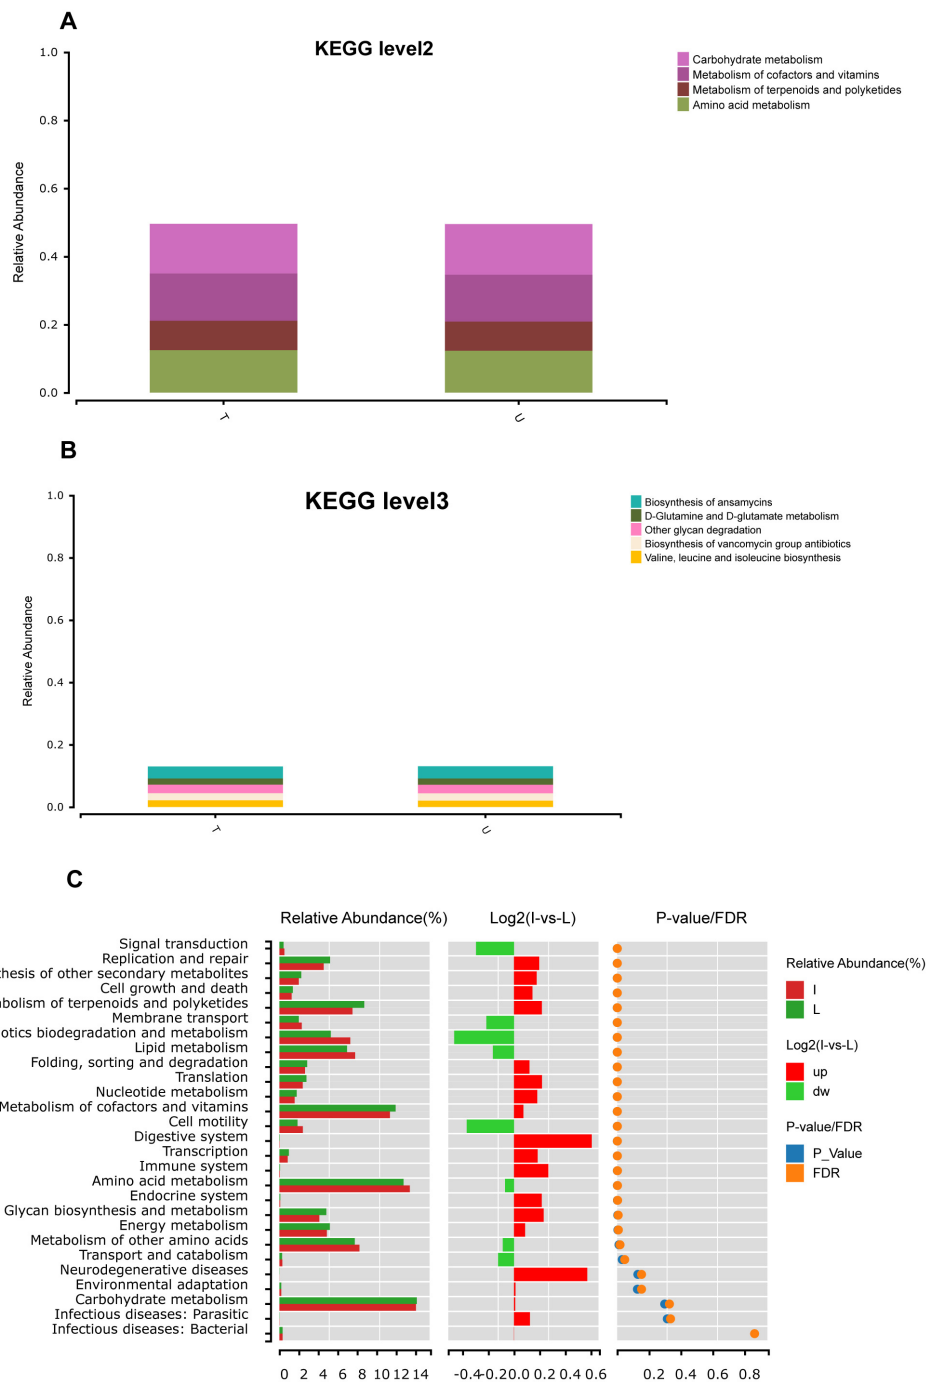 A
KEGG level2
1.0
0.8
0.6
0.4
0.2
0.0
Relative Abundance
T
U
Carbohydrate metabolism
Metabolism of cofactors and vitamins
Metabolism of terpenoids and polyketides
Amino acid metabolism
B
KEGG level3
1.0
0.8
0.6
0.4
0.2
0.0
Relative Abundance
T
U
Biosynthesis of ansamycins
D-Glutamine and D-glutamate metabolism
Other glycan degradation
Biosynthesis of vancomycin group antibiotics
Valine, leucine and isoleucine biosynthesis
C
Relative Abundance(%) Log2(I-vs-L) P-value/FDR
Signal transduction
Replication and repair
thesis of other secondary metabolites
Cell growth and death
abolism of terpenoids and polyketides
Membrane transport
otics biodegradation and metabolism
Lipid metabolism
Folding, sorting and degradation
Translation
Nucleotide metabolism
Metabolism of cofactors and vitamins
Cell motility
Digestive system
Transcription
Immune system
Amino acid metabolism
Endocrine system
Glycan biosynthesis and metabolism
Energy metabolism
Metabolism of other amino acids
Transport and catabolism
Neurodegenerative diseases
Environmental adaptation
Carbohydrate metabolism
Infectious diseases: Parasitic
Infectious diseases: Bacterial
0 2 4 6 8 10 12 14
-0.4 -0.2 0.0 0.2 0.4 0.6
0.2 0.4 0.6 0.8
Relative Abundance(%)
I
L
Log2(I-vs-L)
up
dw
P-value/FDR
P_Value
FDR